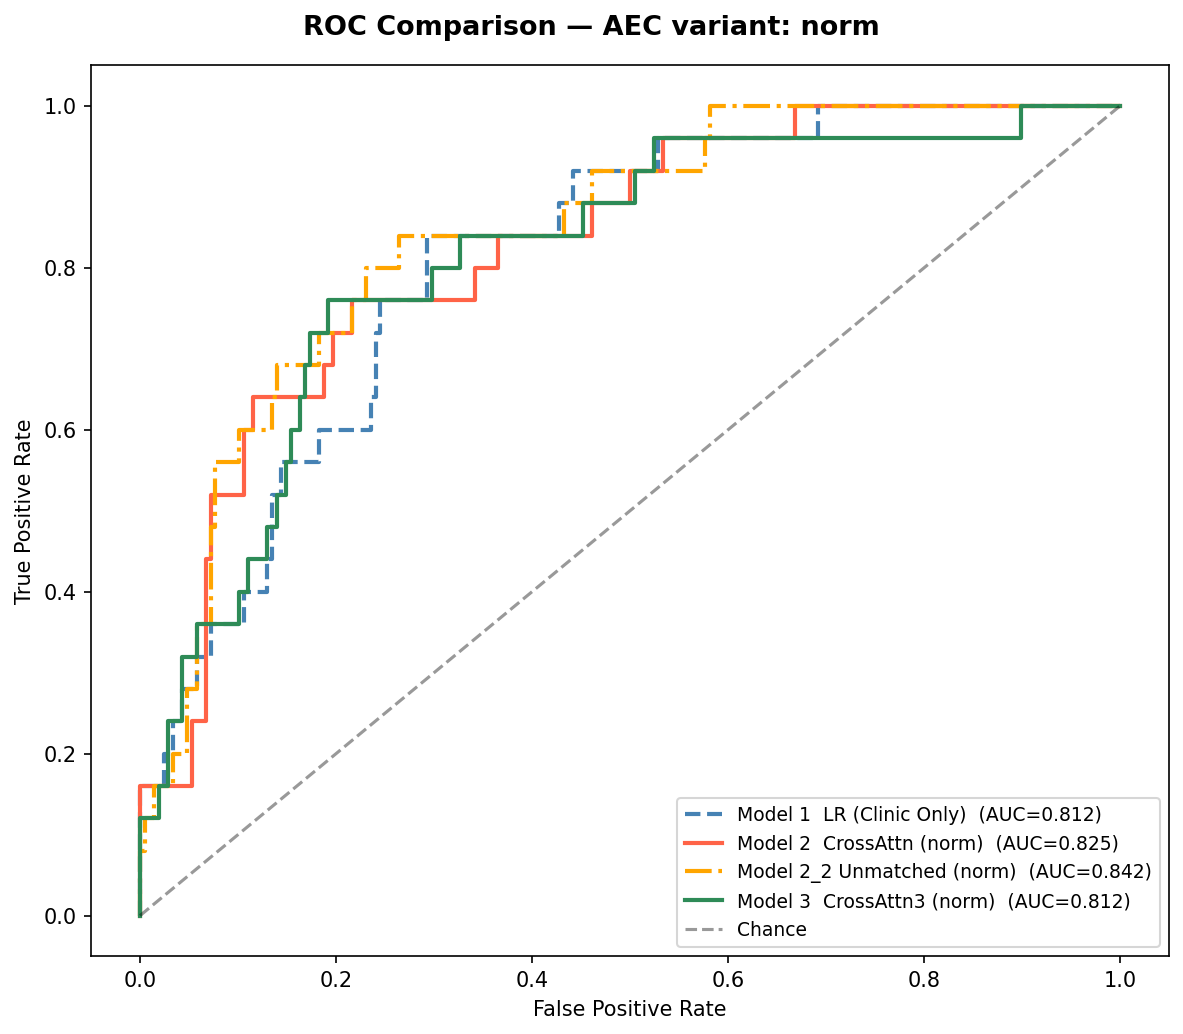 ROC Comparison — AEC variant: norm
True Positive Rate
1.0
0.8
0.6
0.4
0.2
0.0
Model 1  LR (Clinic Only)  (AUC=0.812)
Model 2  CrossAttn (norm)  (AUC=0.825)
Model 2_2 Unmatched (norm)  (AUC=0.842)
Model 3  CrossAttn3 (norm)  (AUC=0.812)
Chance
0.0 0.2 0.4 0.6 0.8 1.0
False Positive Rate